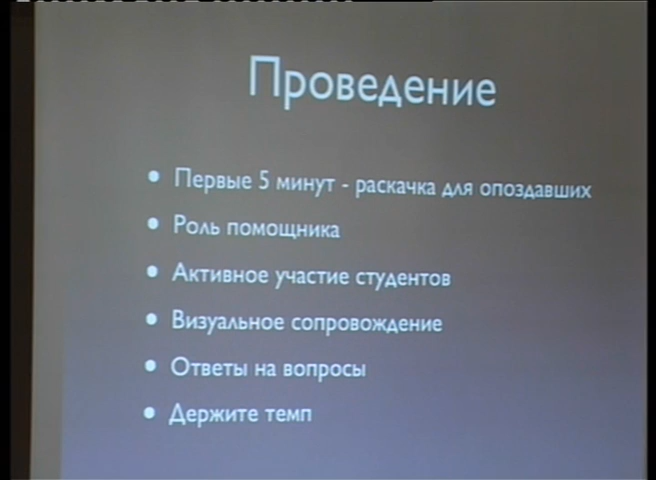 Проведение
• Первые 5 минут - раскачка для опоздавших
• Роль помощника
• Активное участие студентов
• Визуальное сопровождение
• Ответы на вопросы
• Держите темп